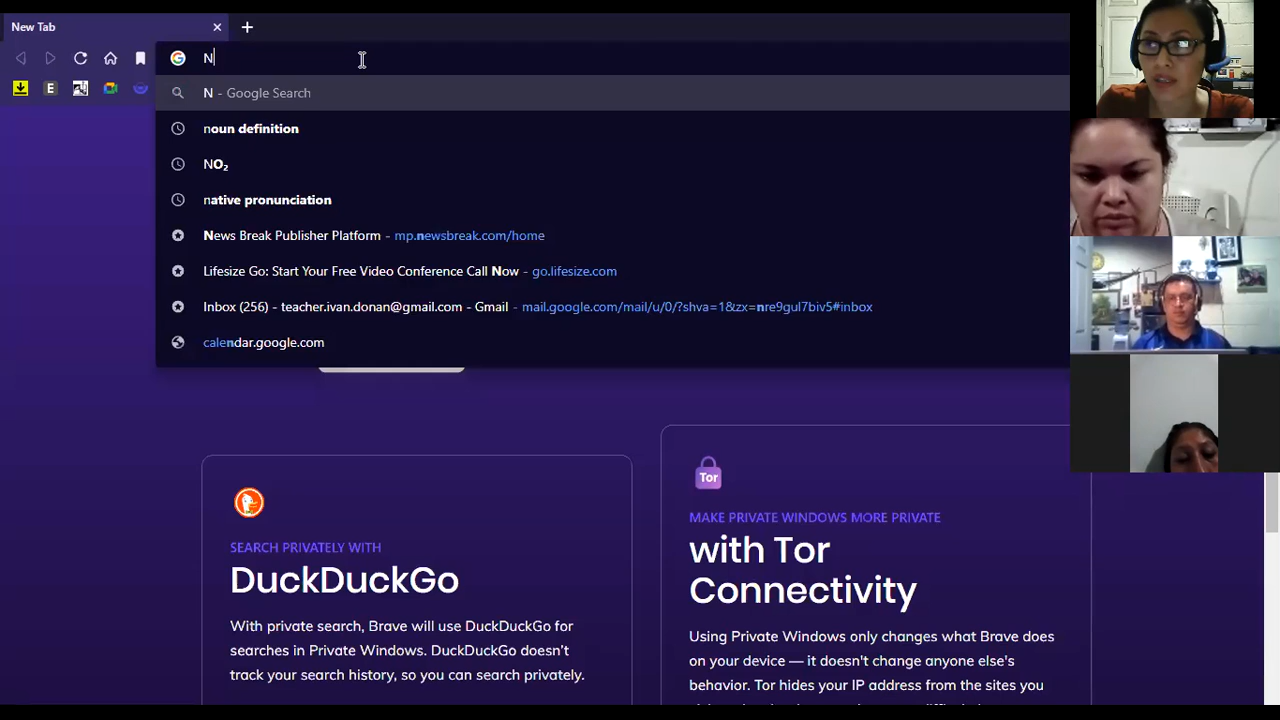 New Tab
N
N - Google Search
noun definition
NO₂
native pronunciation
News Break Publisher Platform - mp.newsbreak.com/home
Lifesize Go: Start Your Free Video Conference Call Now - go.lifesize.com
Inbox (256) - teacher.ivan.donan@gmail.com - Gmail - mail.google.com/mail/u/0/?shva=1&zx=nre9gul7biv5#inbox
calendar.google.com
E
SEARCH PRIVATELY WITH
DuckDuckGo
With private search, Brave will use DuckDuckGo for
searches in Private Windows. DuckDuckGo doesn't
track your search history, so you can search privately.
Tor
MAKE PRIVATE WINDOWS MORE PRIVATE
with Tor
Connectivity
Using Private Windows only changes what Brave does
on your device — it doesn't change anyone else's
behavior. Tor hides your IP address from the sites you